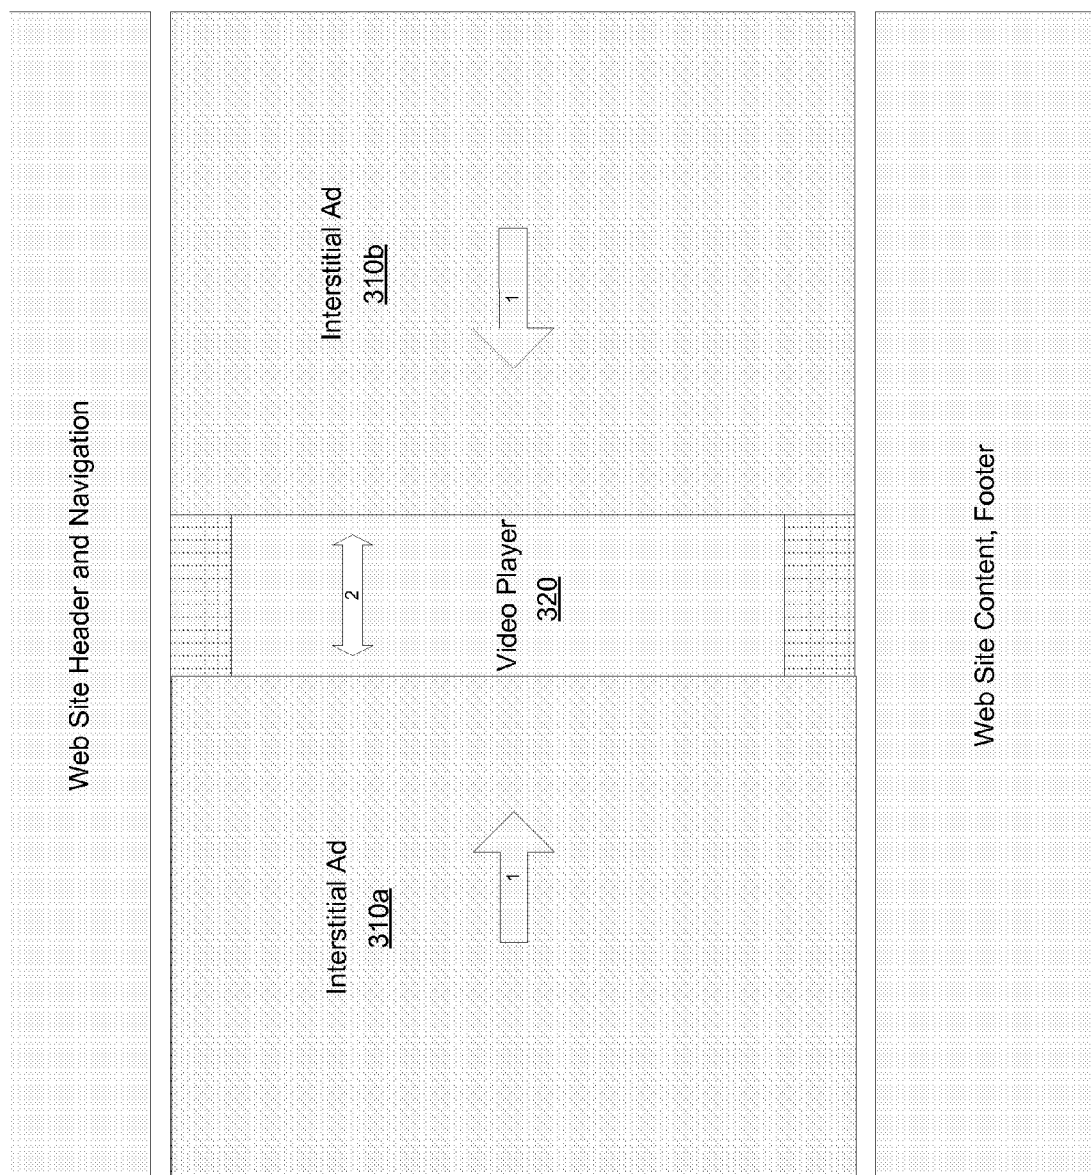 Web Site Header and Navigation
Interstitial Ad
310a
1
2
Video Player
320
Interstitial Ad
310b
1
Web Site Content, Footer